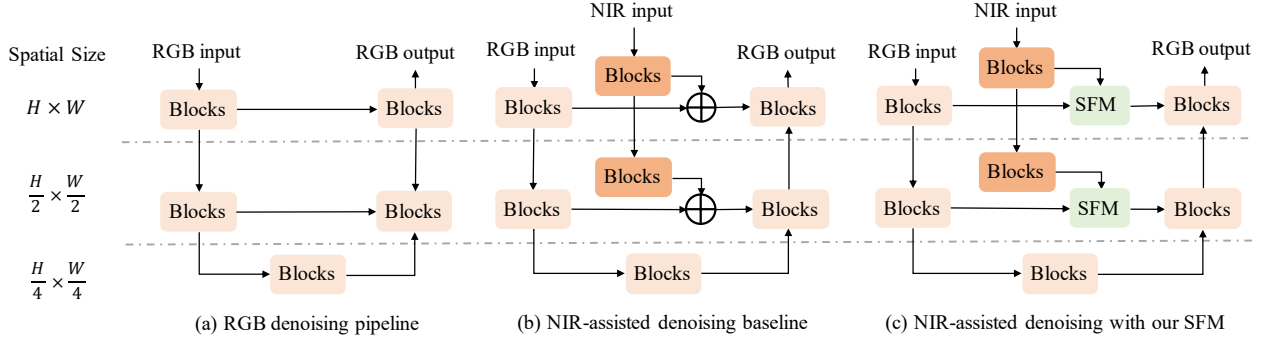 NIR input
NIR input
Spatial Size
RGB input
RGB output
RGB input
RGB output
RGB input
RGB output
Blocks
Blocks
H × W
Blocks
Blocks
Blocks
Blocks
Blocks
SFM
Blocks
Blocks
Blocks
H/2 × W/2
Blocks
Blocks
Blocks
Blocks
Blocks
SFM
Blocks
H/4 × W/4
Blocks
Blocks
Blocks
(a) RGB denoising pipeline
(b) NIR-assisted denoising baseline
(c) NIR-assisted denoising with our SFM